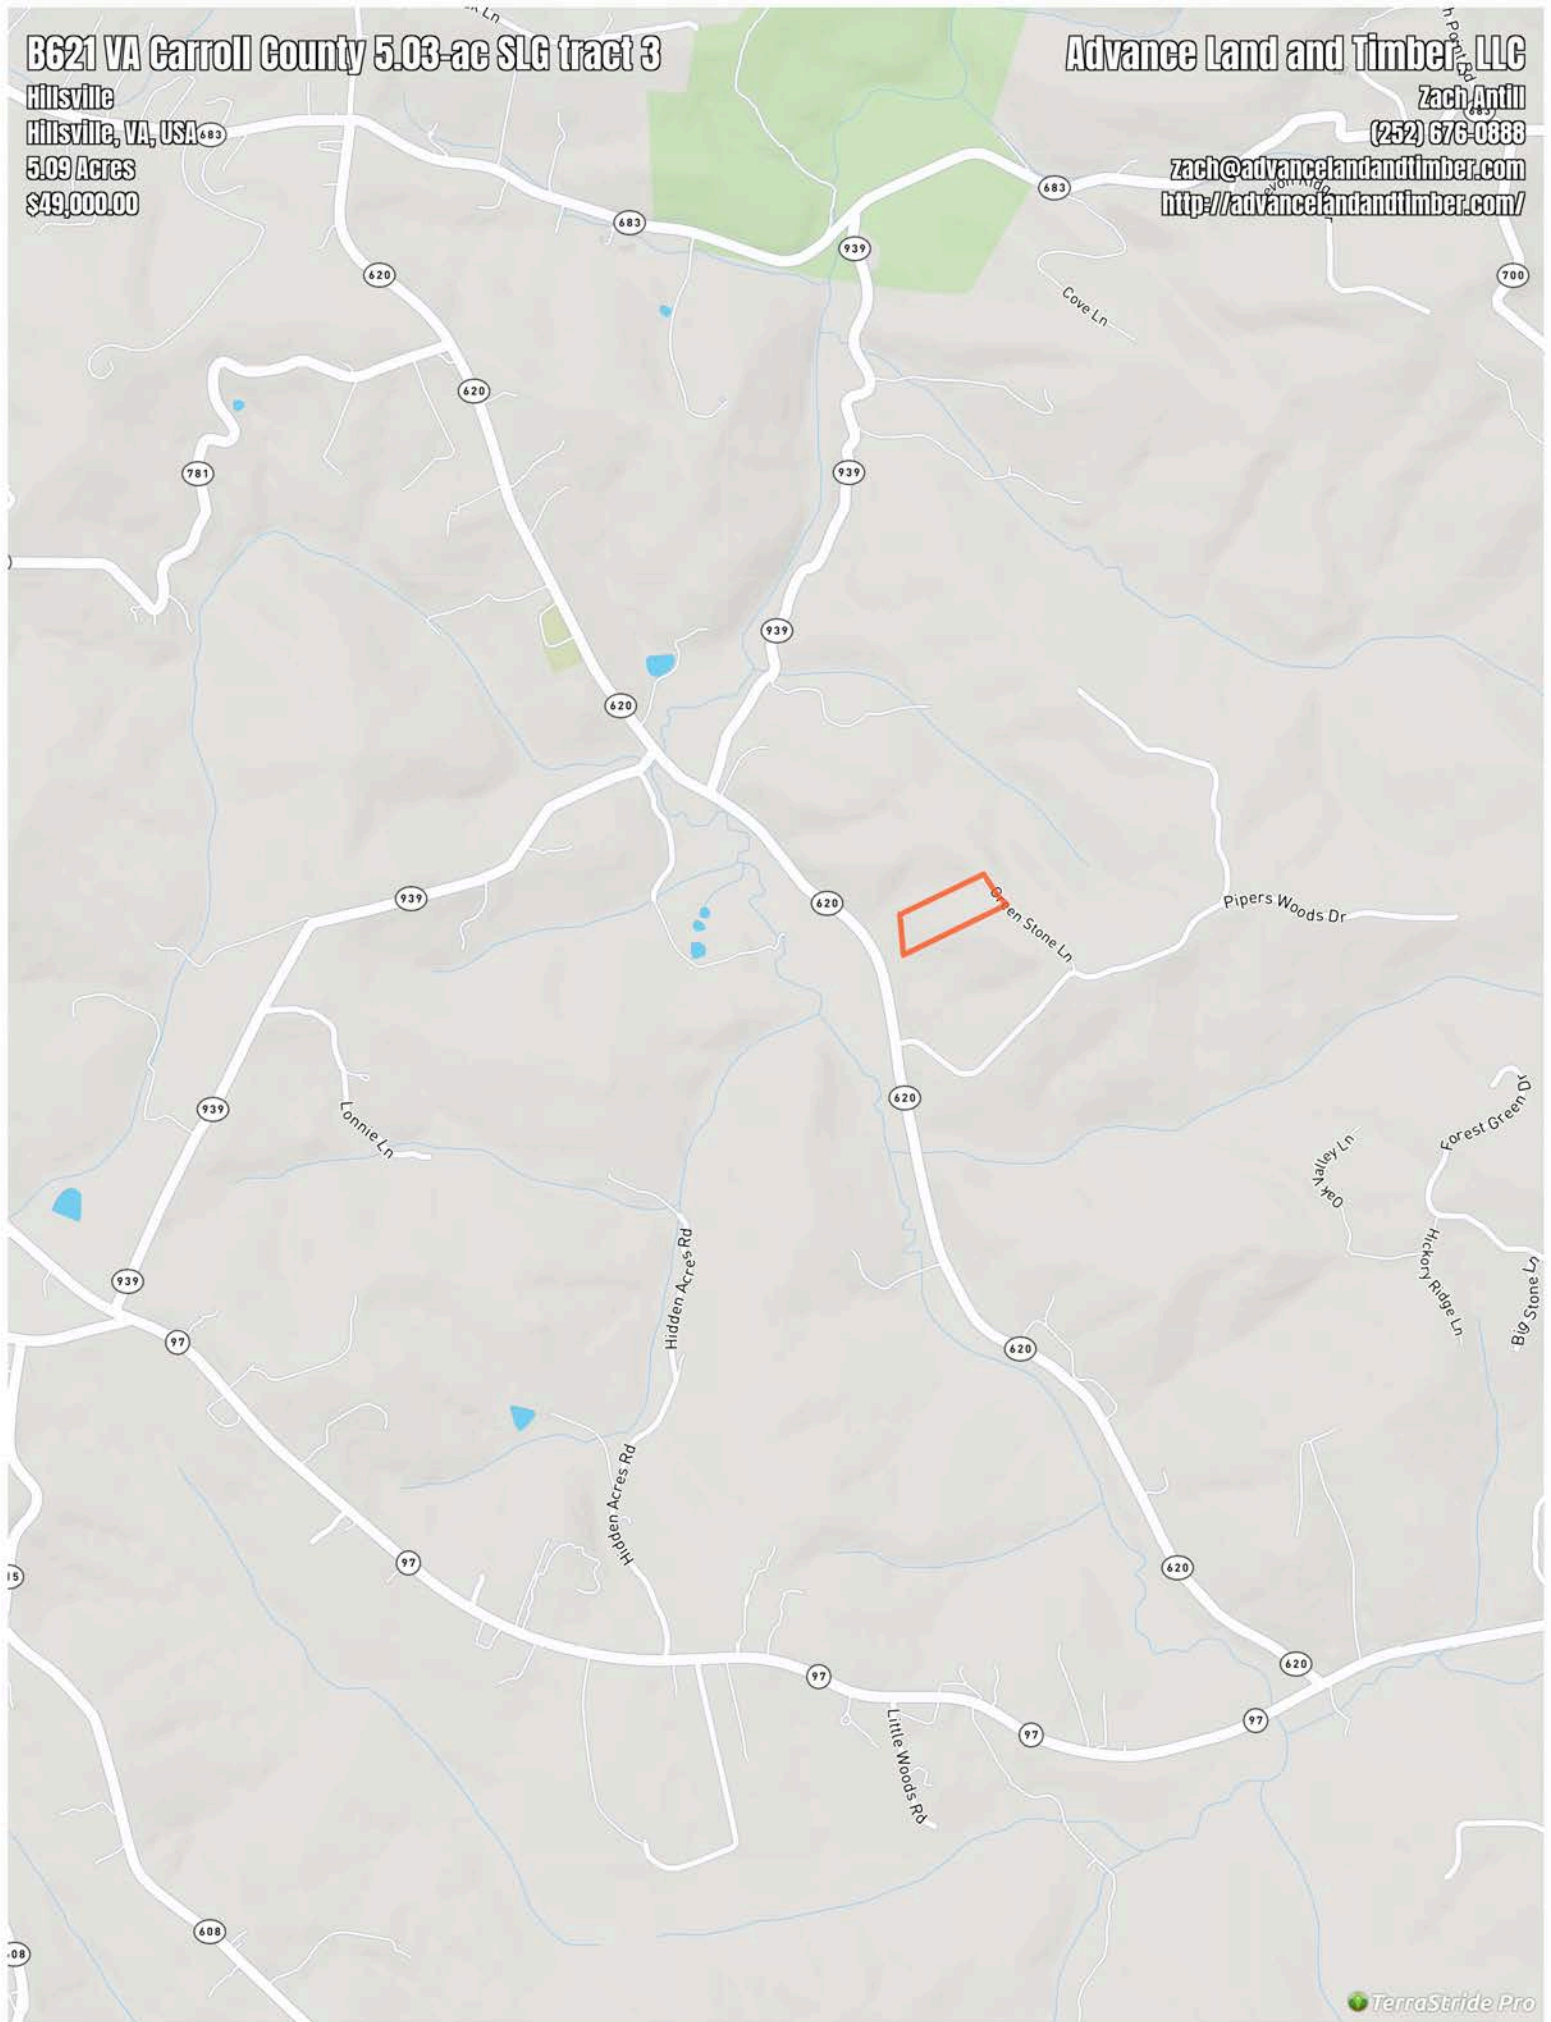 B621 VA Carroll County 5.03-ac SLG tract 3
Hillsville
Hillsville, VA, USA
5.09 Acres
$49,000.00
Advance Land and Timber, LLC
Zach Antill
(252) 676-0888
zach@advancelandandtimber.com
http://advancelandandtimber.com/
Ln
683
683
683
683
939
620
700
Cove Ln
620
781
939
939
620
939
620
Green Stone Ln
Pipers Woods Dr
939
620
Lonnie Ln
Forest Green Dr
Oak Valley Ln
Hickory Ridge Ln
Big Stone Ln
Hidden Acres Rd
939
97
620
Hidden Acres Rd
97
15
620
620
97
97
97
Little Woods Rd
608
08
TerraStride Pro